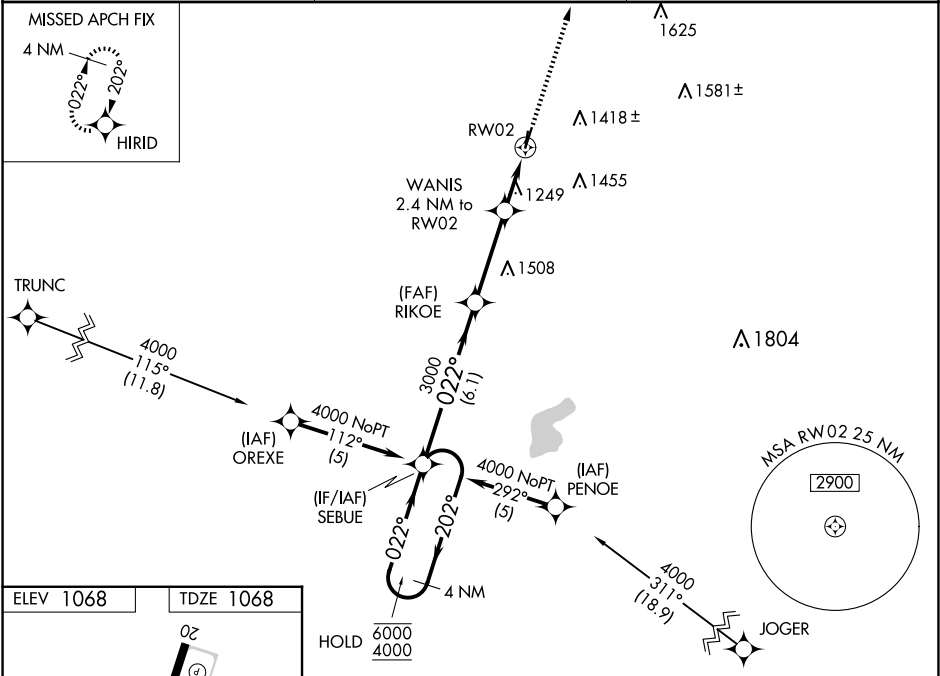 MISSED APCH FIX
4 NM
022°
202°
HIRID
1625
1581 ±
1418 ±
RW02
1455
1249
WANIS
2.4 NM to
RW02
1508
TRUNC
(FAF)
RIKOE
1804
4000
115°
(11.8)
3000
022°
(6.1)
(IAF)
OREXE
4000 NoPT
112°
(5)
(IF/IAF)
SEBUE
4000 NoPT
292°
(5)
(IAF)
PENOE
MSA RW02 25 NM
2900
022°
202°
4 NM
HOLD
6000
4000
4000
311°
(18.9)
JOGER
ELEV 1068
TDZE 1068
20
P